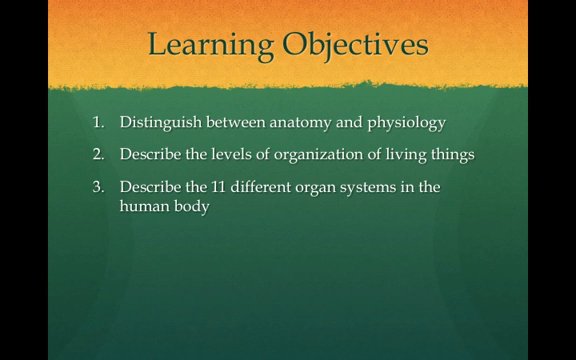 Learning Objectives
1. Distinguish between anatomy and physiology
2. Describe the levels of organization of living things
3. Describe the 11 different organ systems in the
human body